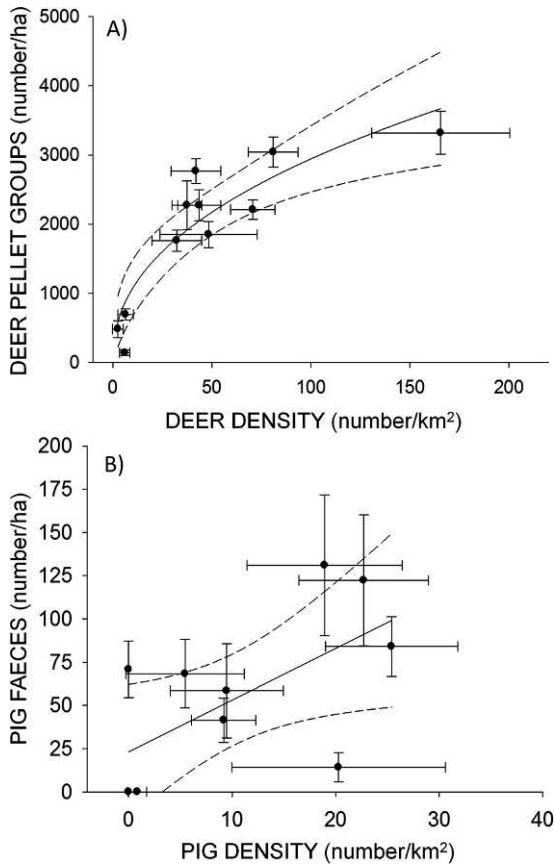 A)
DEER PELLET GROUPS (number/ha)
5000
4000
3000
2000
1000
0
0 50 100 150 200
DEER DENSITY (number/km²)
B)
PIG FAECES (number/ha)
200
175
150
125
100
75
50
25
0
0 10 20 30 40
PIG DENSITY (number/km²)